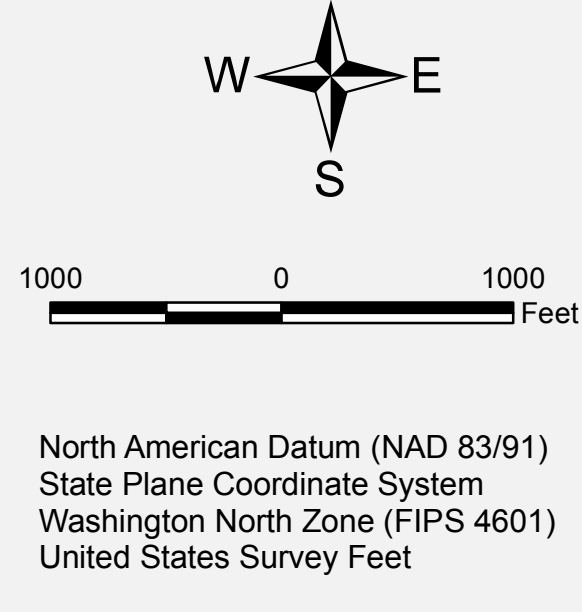 W E
S
1000 0 1000
Feet
North American Datum (NAD 83/91)
State Plane Coordinate System
Washington North Zone (FIPS 4601)
United States Survey Feet